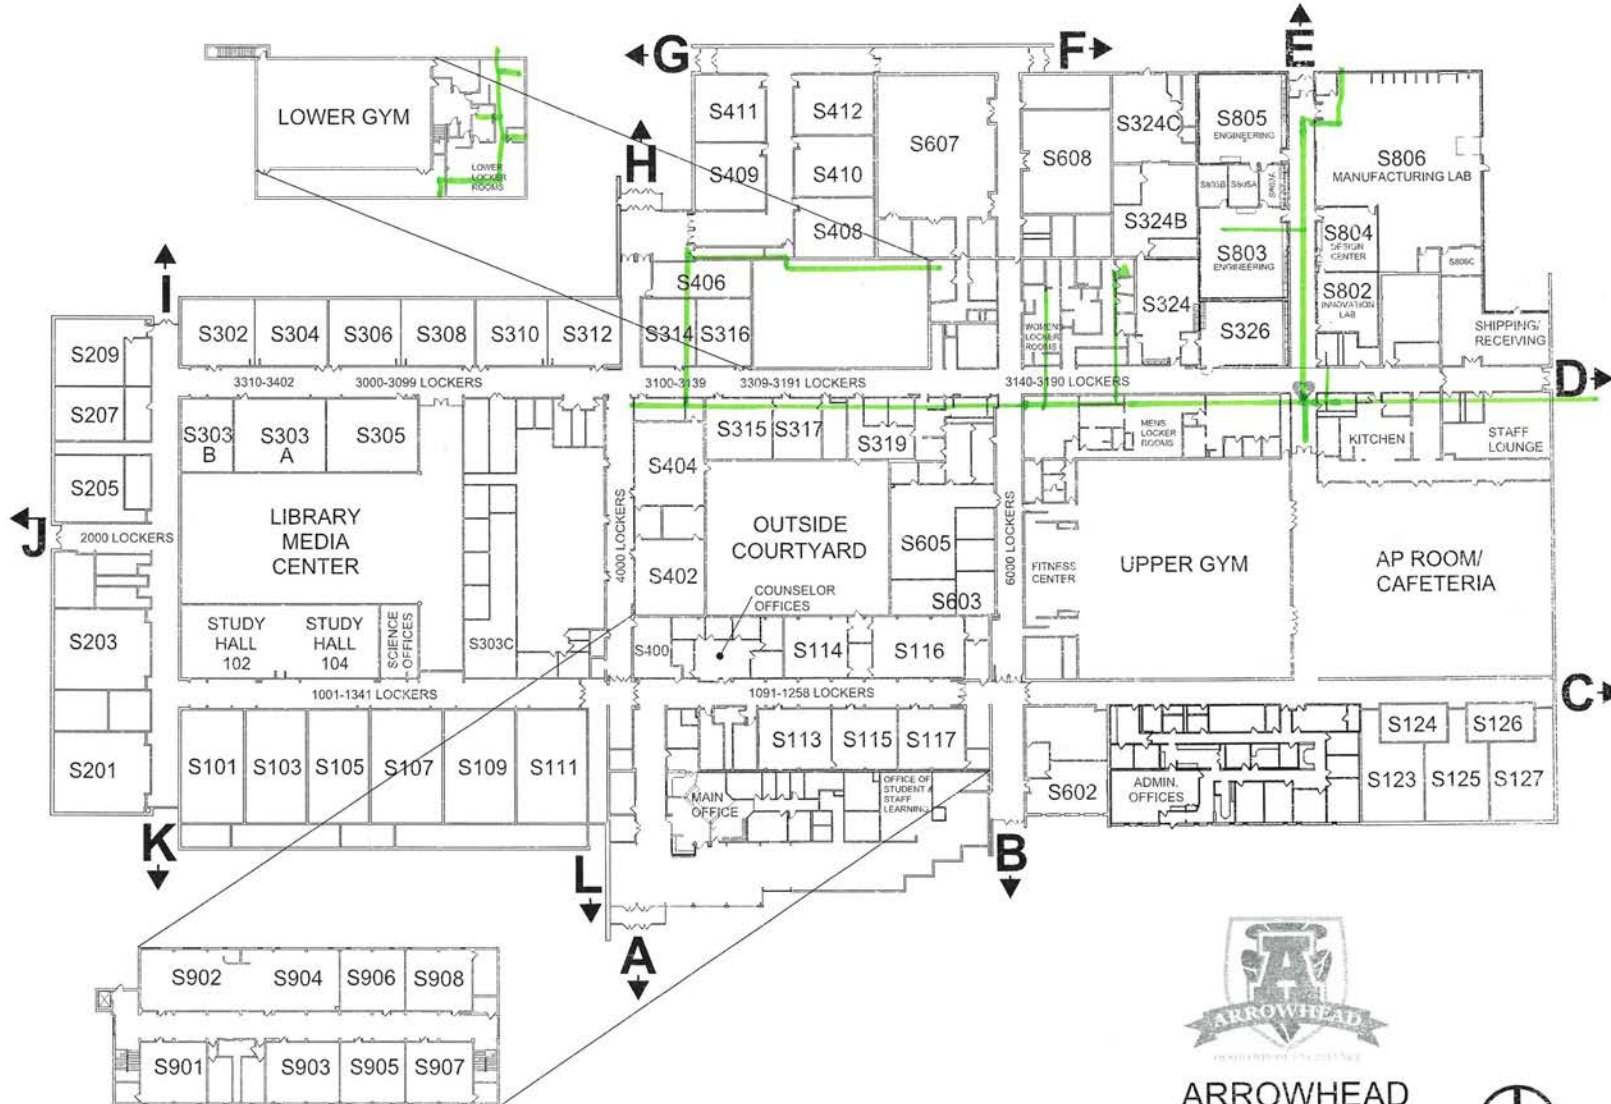 E
G
F
S411
S412
S324C
S805
ENGINEERING
S607
S608
S806
MANUFACTURING LAB
LOWER GYM
H
S409
S410
LOWER
LOCKER
ROOMS
S805A
S408
S324B
S804
DESIGN
CENTER
S803
ENGINEERING
S806C
I
S406
S324
S802
INNOVATION
LAB
S302
S304
S306
S308
S310
S312
S314
S316
WOMENS
LOCKER
ROOMS
S326
SHIPPING/
RECEIVING
S209
3310-3402
3000-3099 LOCKERS
3100-3139
3309-3191 LOCKERS
3140-3190 LOCKERS
D
S207
S303
B
S303
A
S305
S315
S317
S319
MENS
LOCKER
ROOMS
KITCHEN
STAFF
LOUNGE
S205
S404
J
2000 LOCKERS
LIBRARY
MEDIA
CENTER
4000 LOCKERS
OUTSIDE
COURTYARD
S605
6000 LOCKERS
FITNESS
CENTER
UPPER GYM
AP ROOM/
CAFETERIA
S402
COUNSELOR
OFFICES
S603
S203
STUDY
HALL
102
STUDY
HALL
104
SCIENCE
OFFICES
S303C
S400
S114
S116
1001-1341 LOCKERS
1091-1258 LOCKERS
C
S201
S101
S103
S105
S107
S109
S111
S113
S115
S117
S124
S126
S123
S125
S127
MAIN
OFFICE
OFFICE OF
STUDENT &
STAFF
LEARNING
S602
ADMIN.
OFFICES
K
L
B
A
S902
S904
S906
S908
S901
S903
S905
S907
A
ARROWHEAD
ARROWHEAD